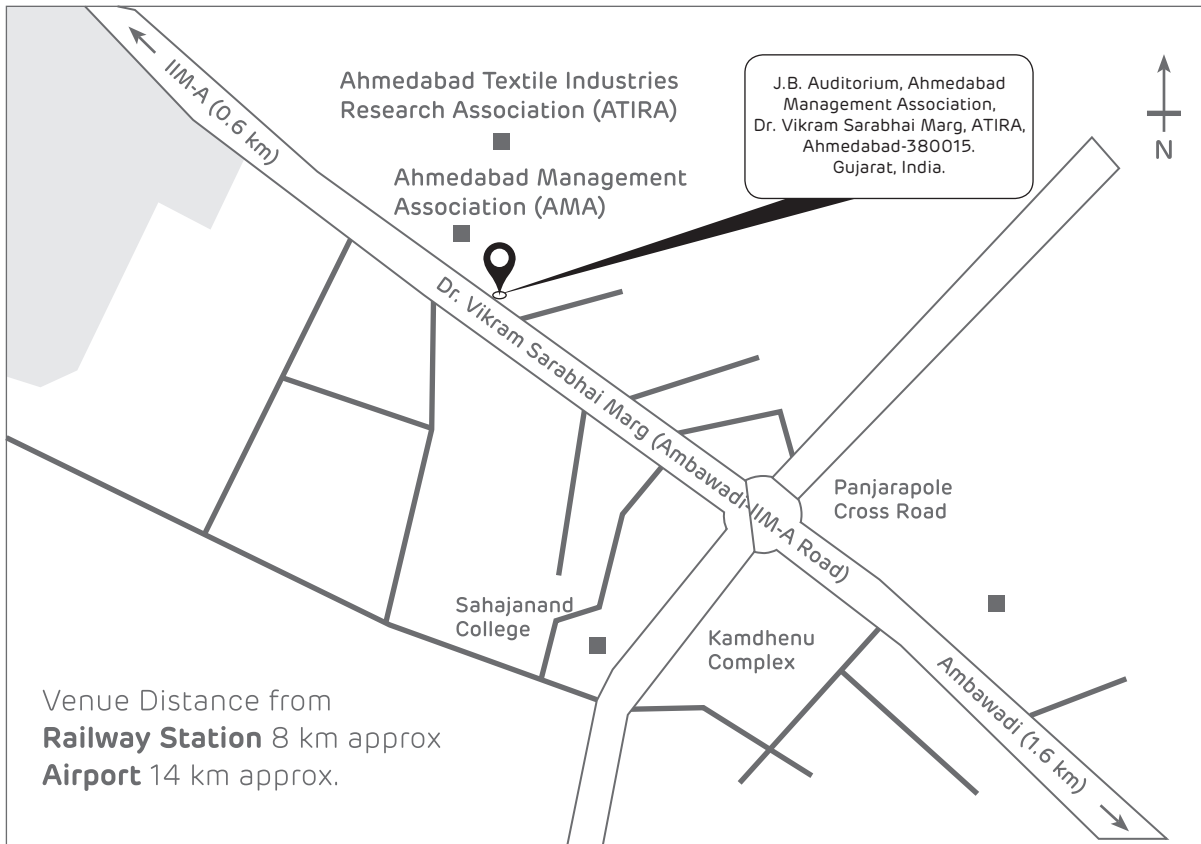 IIM-A (0.6 km)
Ahmedabad Textile Industries
Research Association (ATIRA)
J.B. Auditorium, Ahmedabad
Management Association,
Dr. Vikram Sarabhai Marg, ATIRA,
Ahmedabad-380015.
Gujarat, India.
N
Ahmedabad Management
Association (AMA)
Dr. Vikram Sarabhai Marg (Ambawadi-IIM-A Road)
Panjarapole
Cross Road
Sahajanand
College
Kamdhenu
Complex
Ambawadi (1.6 km)
Venue Distance from
Railway Station 8 km approx
Airport 14 km approx.